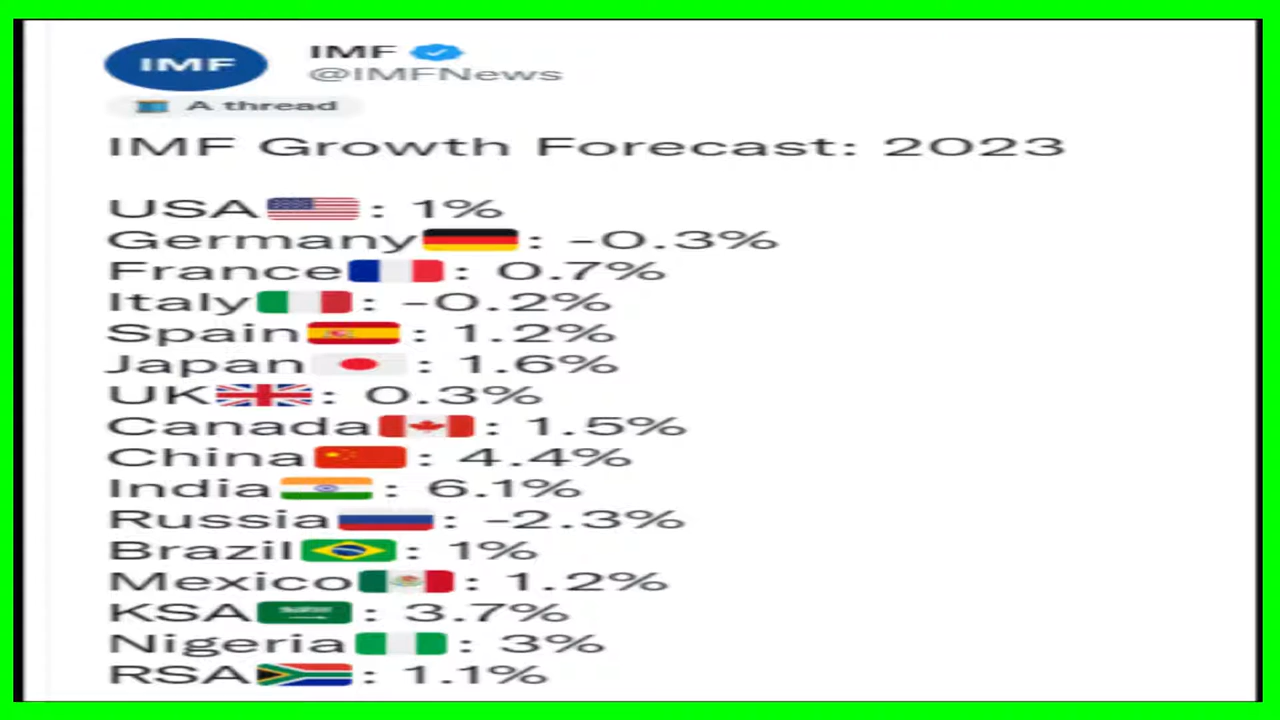 IMF
IMF
@IMFNews
A thread
IMF Growth Forecast: 2023
USA: 1%
Germany: -0.3%
France: 0.7%
Italy: -0.2%
Spain: 1.2%
Japan: 1.6%
UK: 0.3%
Canada: 1.5%
China: 4.4%
India: 6.1%
Russia: -2.3%
Brazil: 1%
Mexico: 1.2%
KSA: 3.7%
Nigeria: 3%
RSA: 1.1%